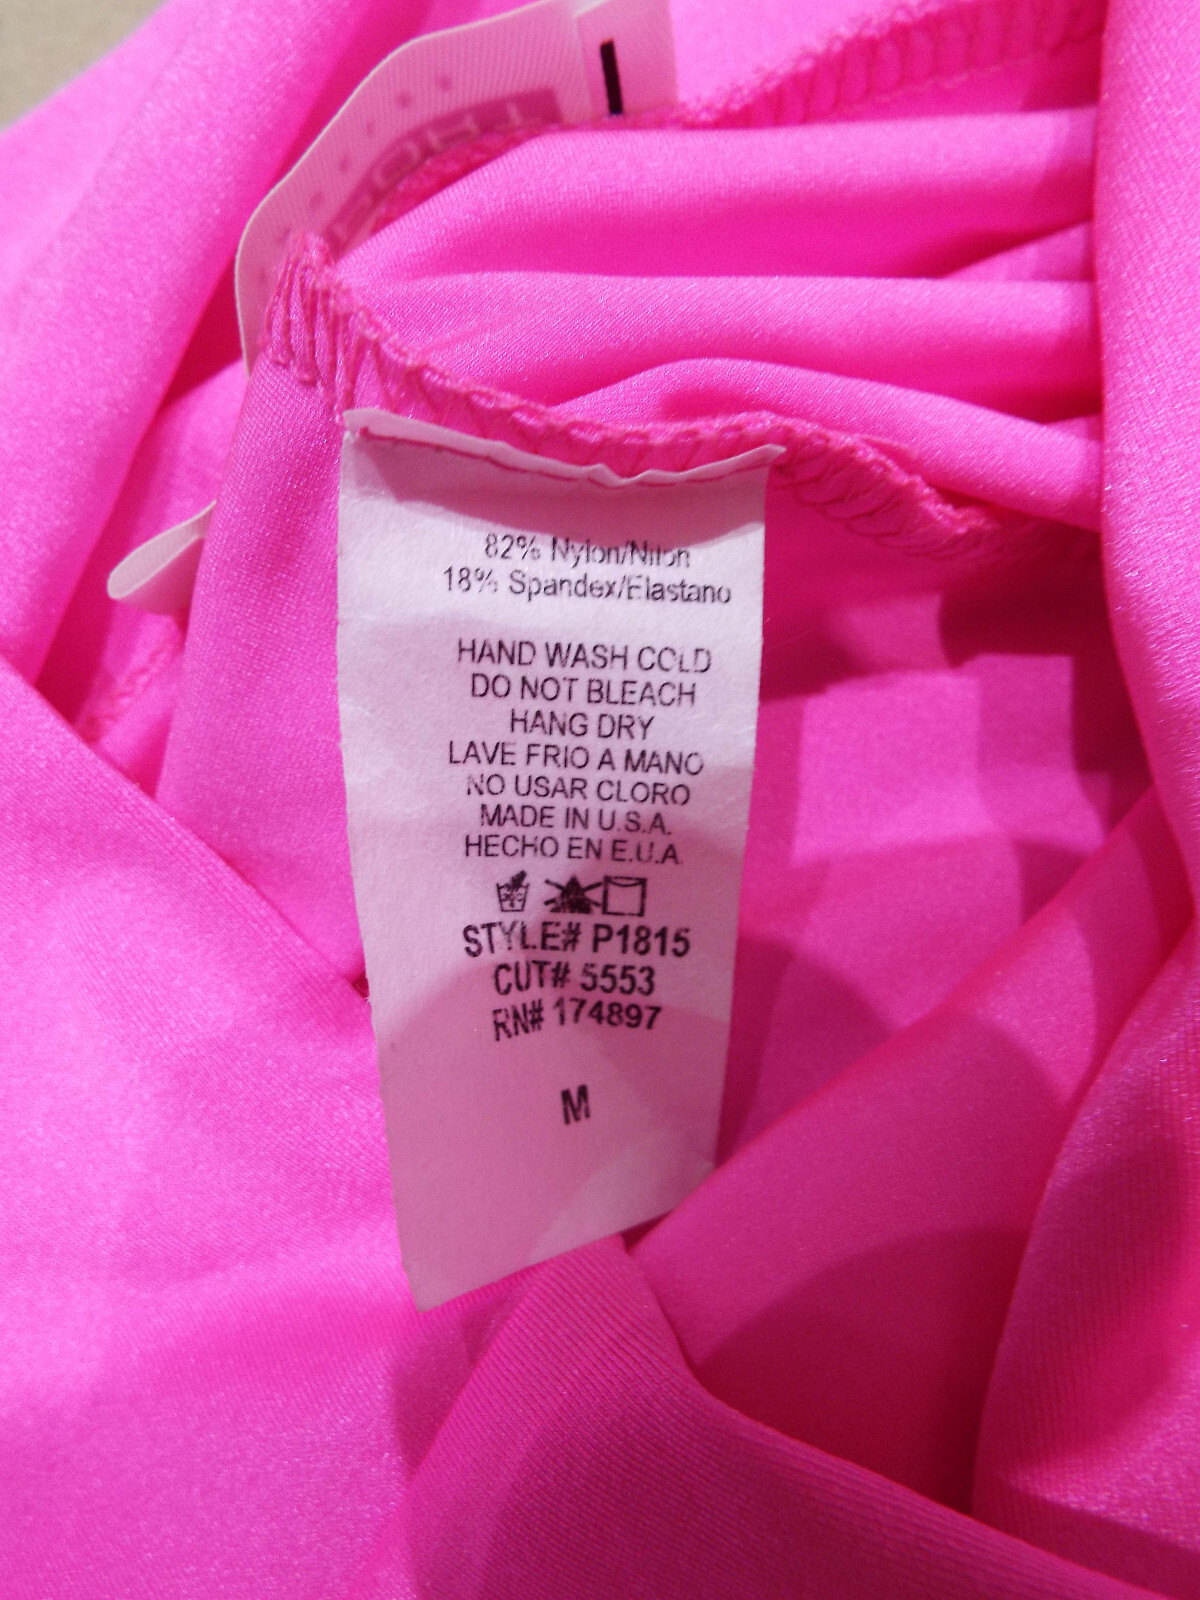 82% Nylon/Nilon
18% Spandex/Elastano
HAND WASH COLD
DO NOT BLEACH
HANG DRY
LAVE FRIO A MANO
NO USAR CLORO
MADE IN U.S.A.
HECHO EN E.U.A.
STYLE# P1815
CUT# 5553
RN# 174897
M